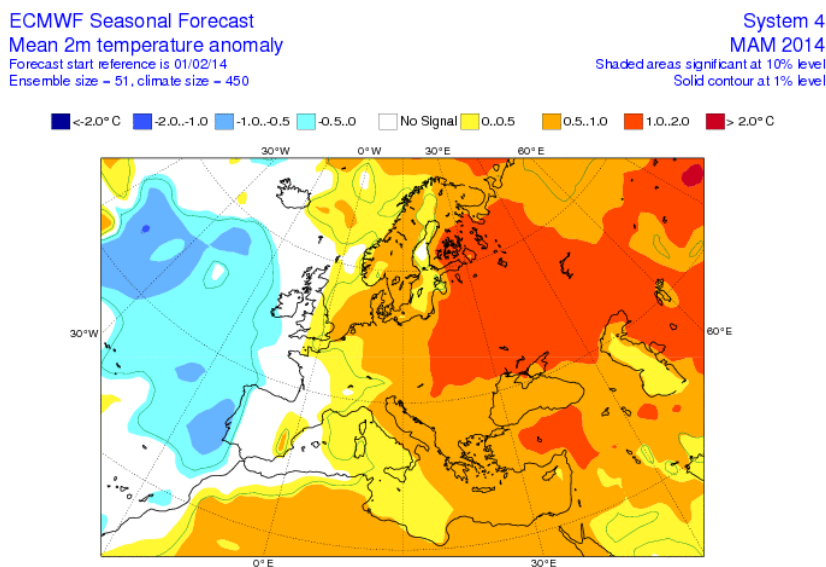 ECMWF Seasonal Forecast
System 4
Mean 2m temperature anomaly
MAM 2014
Forecast start reference is 01/02/14
Shaded areas significant at 10% level
Ensemble size = 51, climate size = 450
Solid contour at 1% level
<-2.0° C -2.0..-1.0 -1.0..-0.5 -0.5..0 No Signal 0..0.5 0.5..1.0 1.0..2.0 > 2.0° C
30°W 0°W 30°E 60°E
30°W
60°E
0°E 30°E